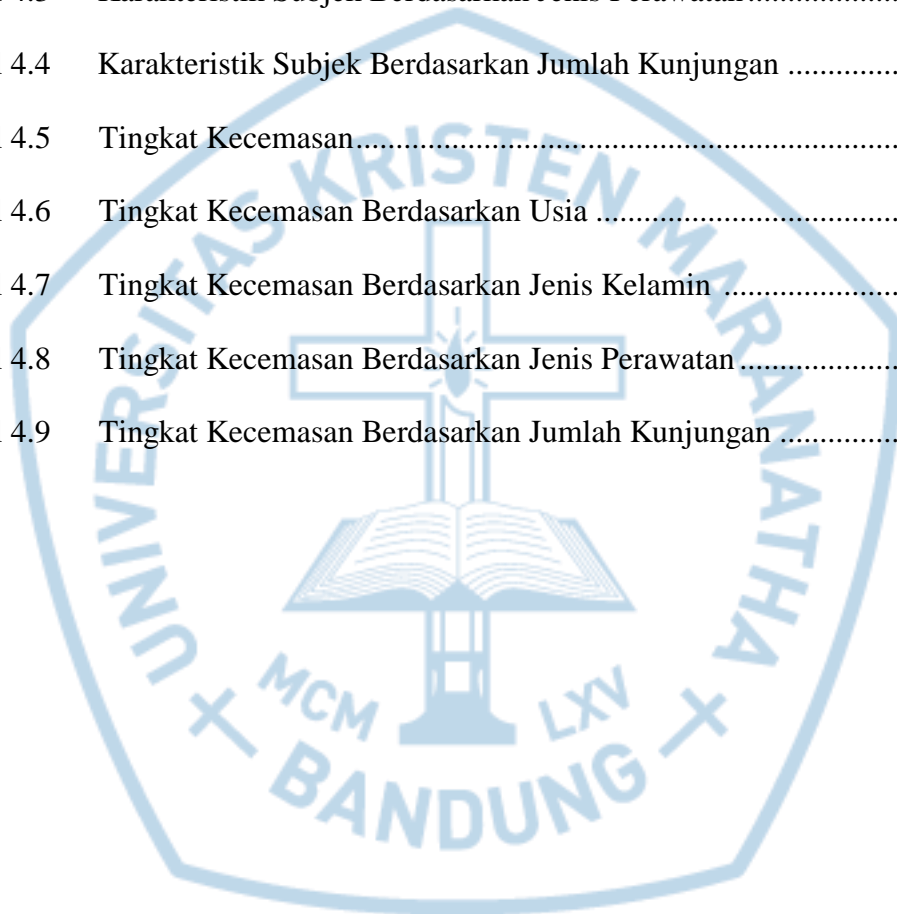 4.4 Karakteristik Subjek Berdasarkan Jumlah Kunjungan ..............
4.5 Tingkat Kecemasan....................................................................
4.6 Tingkat Kecemasan Berdasarkan Usia ......................................
4.7 Tingkat Kecemasan Berdasarkan Jenis Kelamin ......................
4.8 Tingkat Kecemasan Berdasarkan Jenis Perawatan....................
4.9 Tingkat Kecemasan Berdasarkan Jumlah Kunjungan ...............
UNIVERSITAS KRISTEN MARANATHA
MCM LXV
BANDUNG